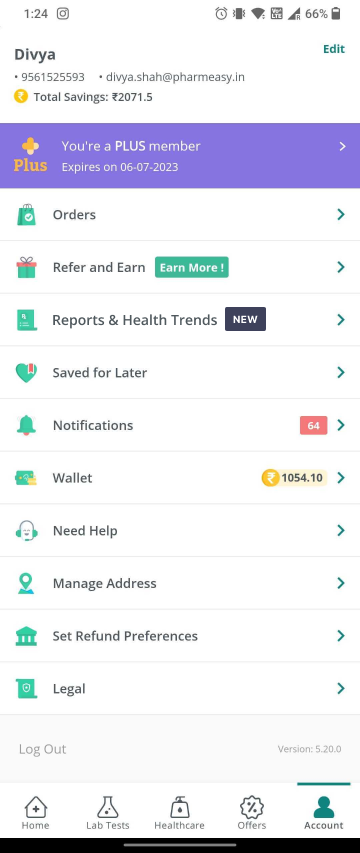 1:24 66%
Divya Edit
• 9561525593 • divya.shah@pharmeasy.in
₹ Total Savings: ₹2071.5
Plus You're a PLUS member
Expires on 06-07-2023
Orders
Refer and Earn Earn More !
Reports & Health Trends NEW
Saved for Later
Notifications 64
Wallet ₹ 1054.10
Need Help
Manage Address
Set Refund Preferences
Legal
Log Out Version: 5.20.0
Home Lab Tests Healthcare Offers Account